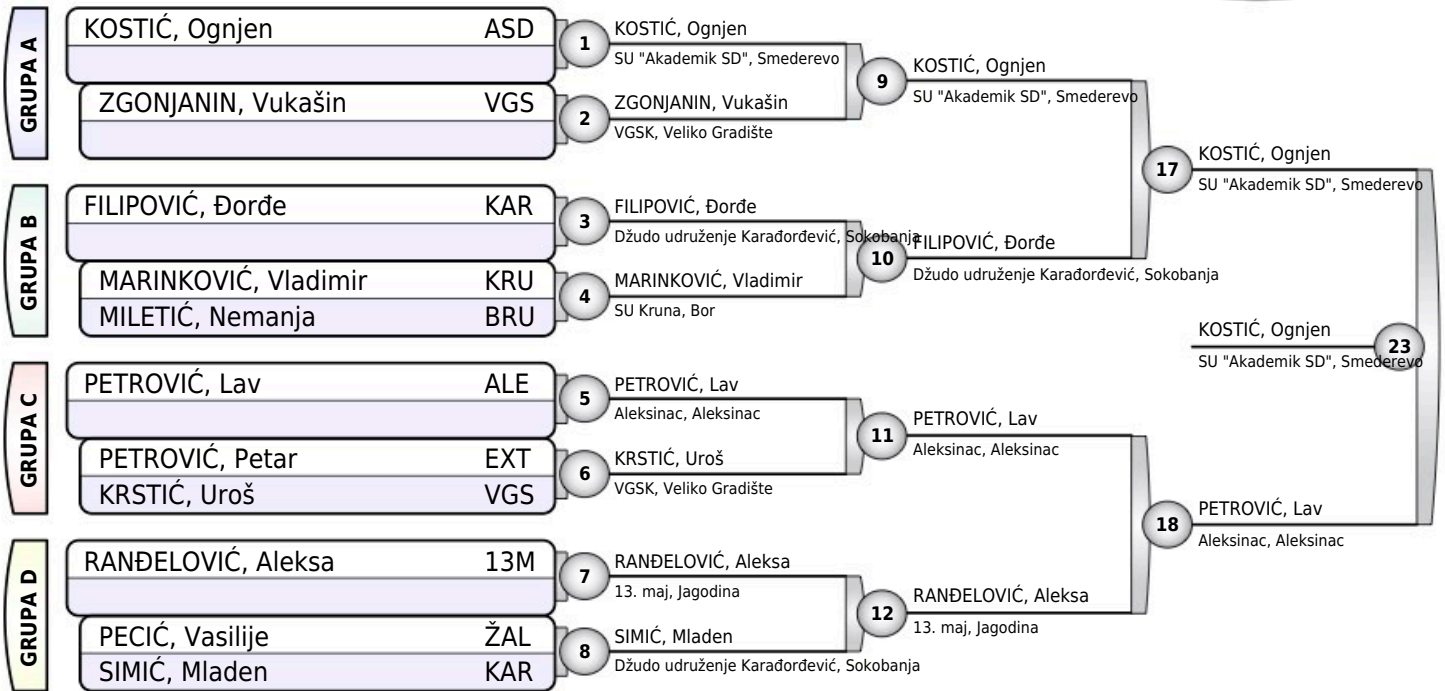 GRUPA A
KOSTIĆ, Ognjen ASD
ZGONJANIN, Vukašin VGS
1
KOSTIĆ, Ognjen
SU "Akademik SD", Smederevo
2
ZGONJANIN, Vukašin
VGSK, Veliko Gradište
9
KOSTIĆ, Ognjen
SU "Akademik SD", Smederevo
GRUPA B
FILIPOVIĆ, Đorđe KAR
MARINKOVIĆ, Vladimir KRU
MILETIĆ, Nemanja BRU
3
FILIPOVIĆ, Đorđe
Džudo udruženje Karađorđević, Sokobanja
4
MARINKOVIĆ, Vladimir
SU Kruna, Bor
10
FILIPOVIĆ, Đorđe
Džudo udruženje Karađorđević, Sokobanja
17
KOSTIĆ, Ognjen
SU "Akademik SD", Smederevo
GRUPA C
PETROVIĆ, Lav ALE
PETROVIĆ, Petar EXT
KRSTIĆ, Uroš VGS
5
PETROVIĆ, Lav
Aleksinac, Aleksinac
6
KRSTIĆ, Uroš
VGSK, Veliko Gradište
11
PETROVIĆ, Lav
Aleksinac, Aleksinac
GRUPA D
RANĐELOVIĆ, Aleksa 13M
PECIĆ, Vasilije ŽAL
SIMIĆ, Mladen KAR
7
RANĐELOVIĆ, Aleksa
13. maj, Jagodina
8
SIMIĆ, Mladen
Džudo udruženje Karađorđević, Sokobanja
12
RANĐELOVIĆ, Aleksa
13. maj, Jagodina
18
PETROVIĆ, Lav
Aleksinac, Aleksinac
KOSTIĆ, Ognjen
SU "Akademik SD", Smederevo
23